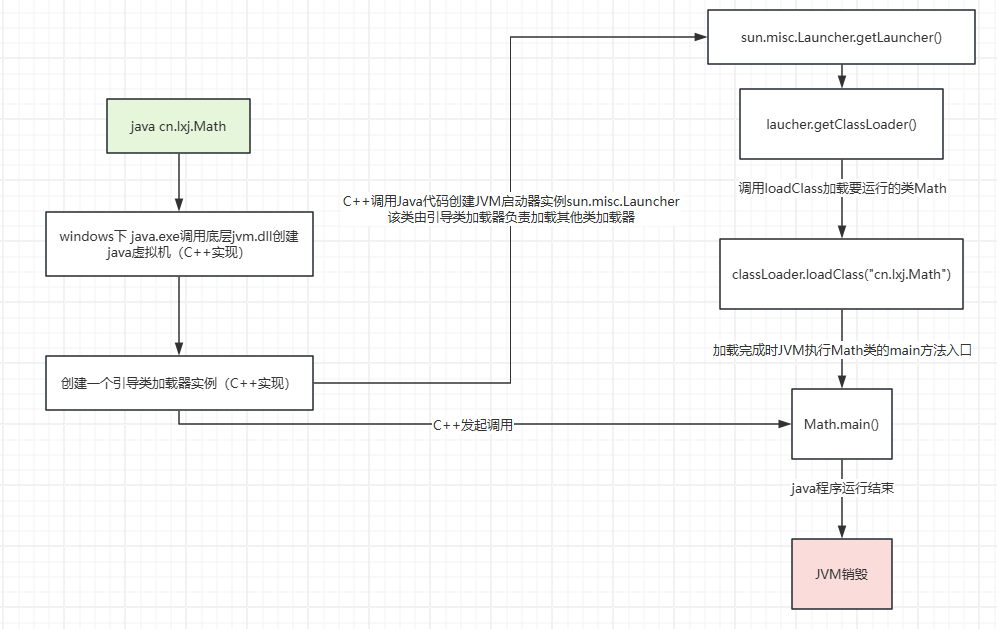 java cn.lxj.Math
windows下 java.exe调用底层jvm.dll创建
java虚拟机（C++实现）
创建一个引导类加载器实例（C++实现）
C++调用Java代码创建JVM启动器实例sun.misc.Launcher
该类由引导类加载器负责加载其他类加载器
sun.misc.Launcher.getLauncher()
laucher.getClassLoader()
调用loadClass加载要运行的类Math
classLoader.loadClass("cn.lxj.Math")
加载完成时JVM执行Math类的main方法入口
C++发起调用
Math.main()
java程序运行结束
JVM销毁